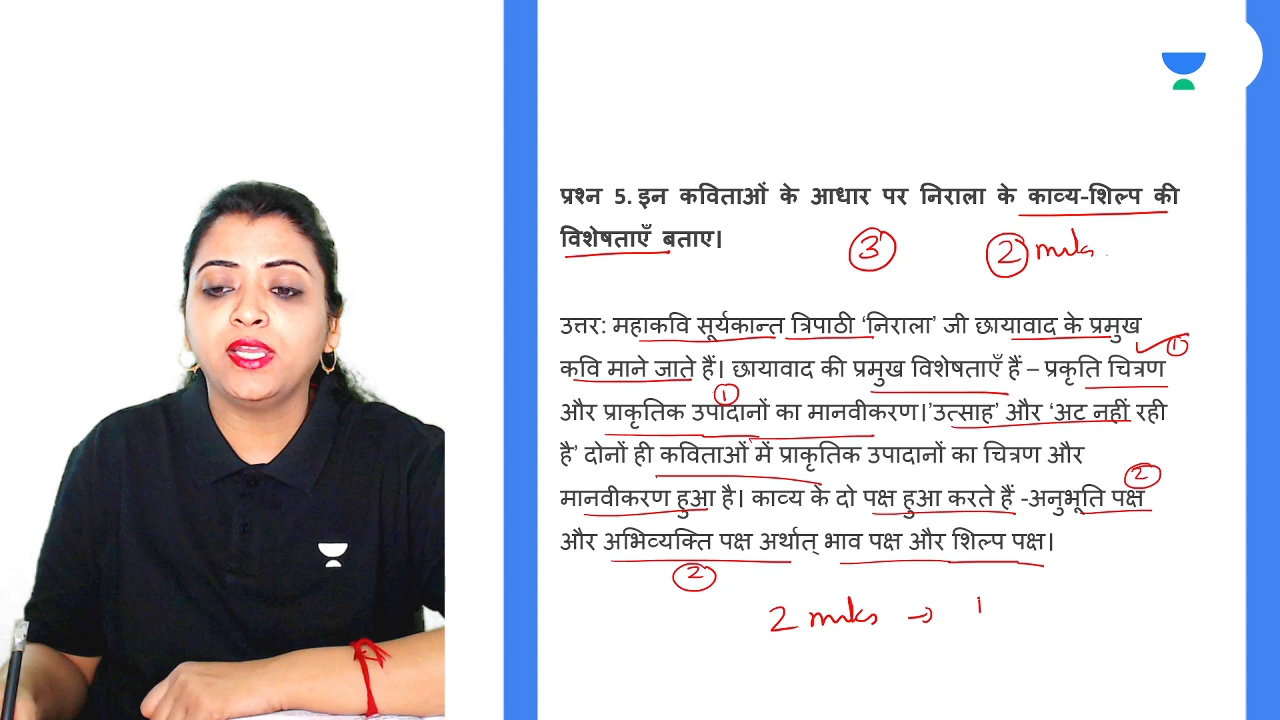 प्रश्न 5. इन कविताओं के आधार पर निराला के काव्य-शिल्प की
विशेषताएँ बताए।
3 2 mks.
उत्तर: महाकवि सूर्यकान्त त्रिपाठी ‘निराला’ जी छायावाद के प्रमुख
1
कवि माने जाते हैं। छायावाद की प्रमुख विशेषताएँ हैं – प्रकृति चित्रण
1
और प्राकृतिक उपादानों का मानवीकरण।’उत्साह’ और ‘अट नहीं रही
है’ दोनों ही कविताओं में प्राकृतिक उपादानों का चित्रण और
2
मानवीकरण हुआ है। काव्य के दो पक्ष हुआ करते हैं -अनुभूति पक्ष
और अभिव्यक्ति पक्ष अर्थात् भाव पक्ष और शिल्प पक्ष।
2
2 mks → 1